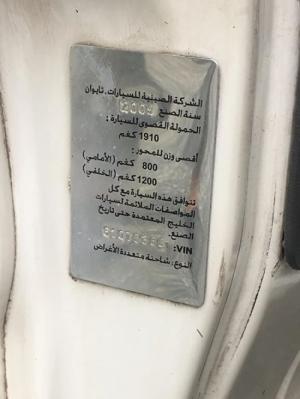 الشركة الصينية للسيارات. تايوان
سنة الصنع 2009
الحمولة القصوى للسيارة :
1910 كغم
أقصى وزن للمحور :
800 كغم (الأمامي)
1200 كغم (الخلفي)
تتوافق هذه السيارة مع كل
المواصفات الملائمة لسيارات
الخليج المعتمدة حتى تاريخ
الصنع.
VIN:
النوع: شاحنة متعددة الأغراض